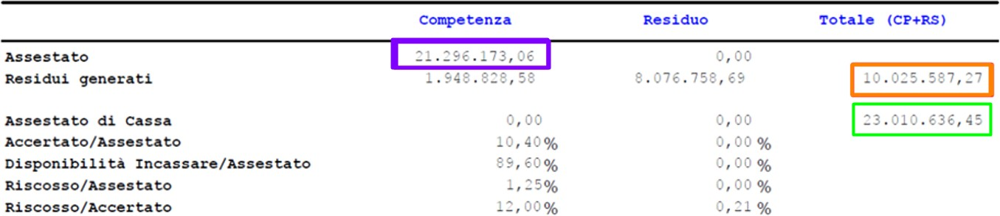 Competenza Residuo Totale (CP+RS)
Assestato 21.296.173,06 0,00
Residui generati 1.948.828,58 8.076.758,69 10.025.587,27
Assestato di Cassa 0,00 0,00 23.010.636,45
Accertato/Assestato 10,40% 0,00%
Disponibilità Incassare/Assestato 89,60% 0,00%
Riscosso/Assestato 1,25% 0,00%
Riscosso/Accertato 12,00% 0,21%